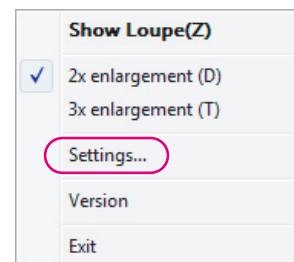 Show Loupe(Z)
2x enlargement (D)
3x enlargement (T)
Settings...
Version
Exit